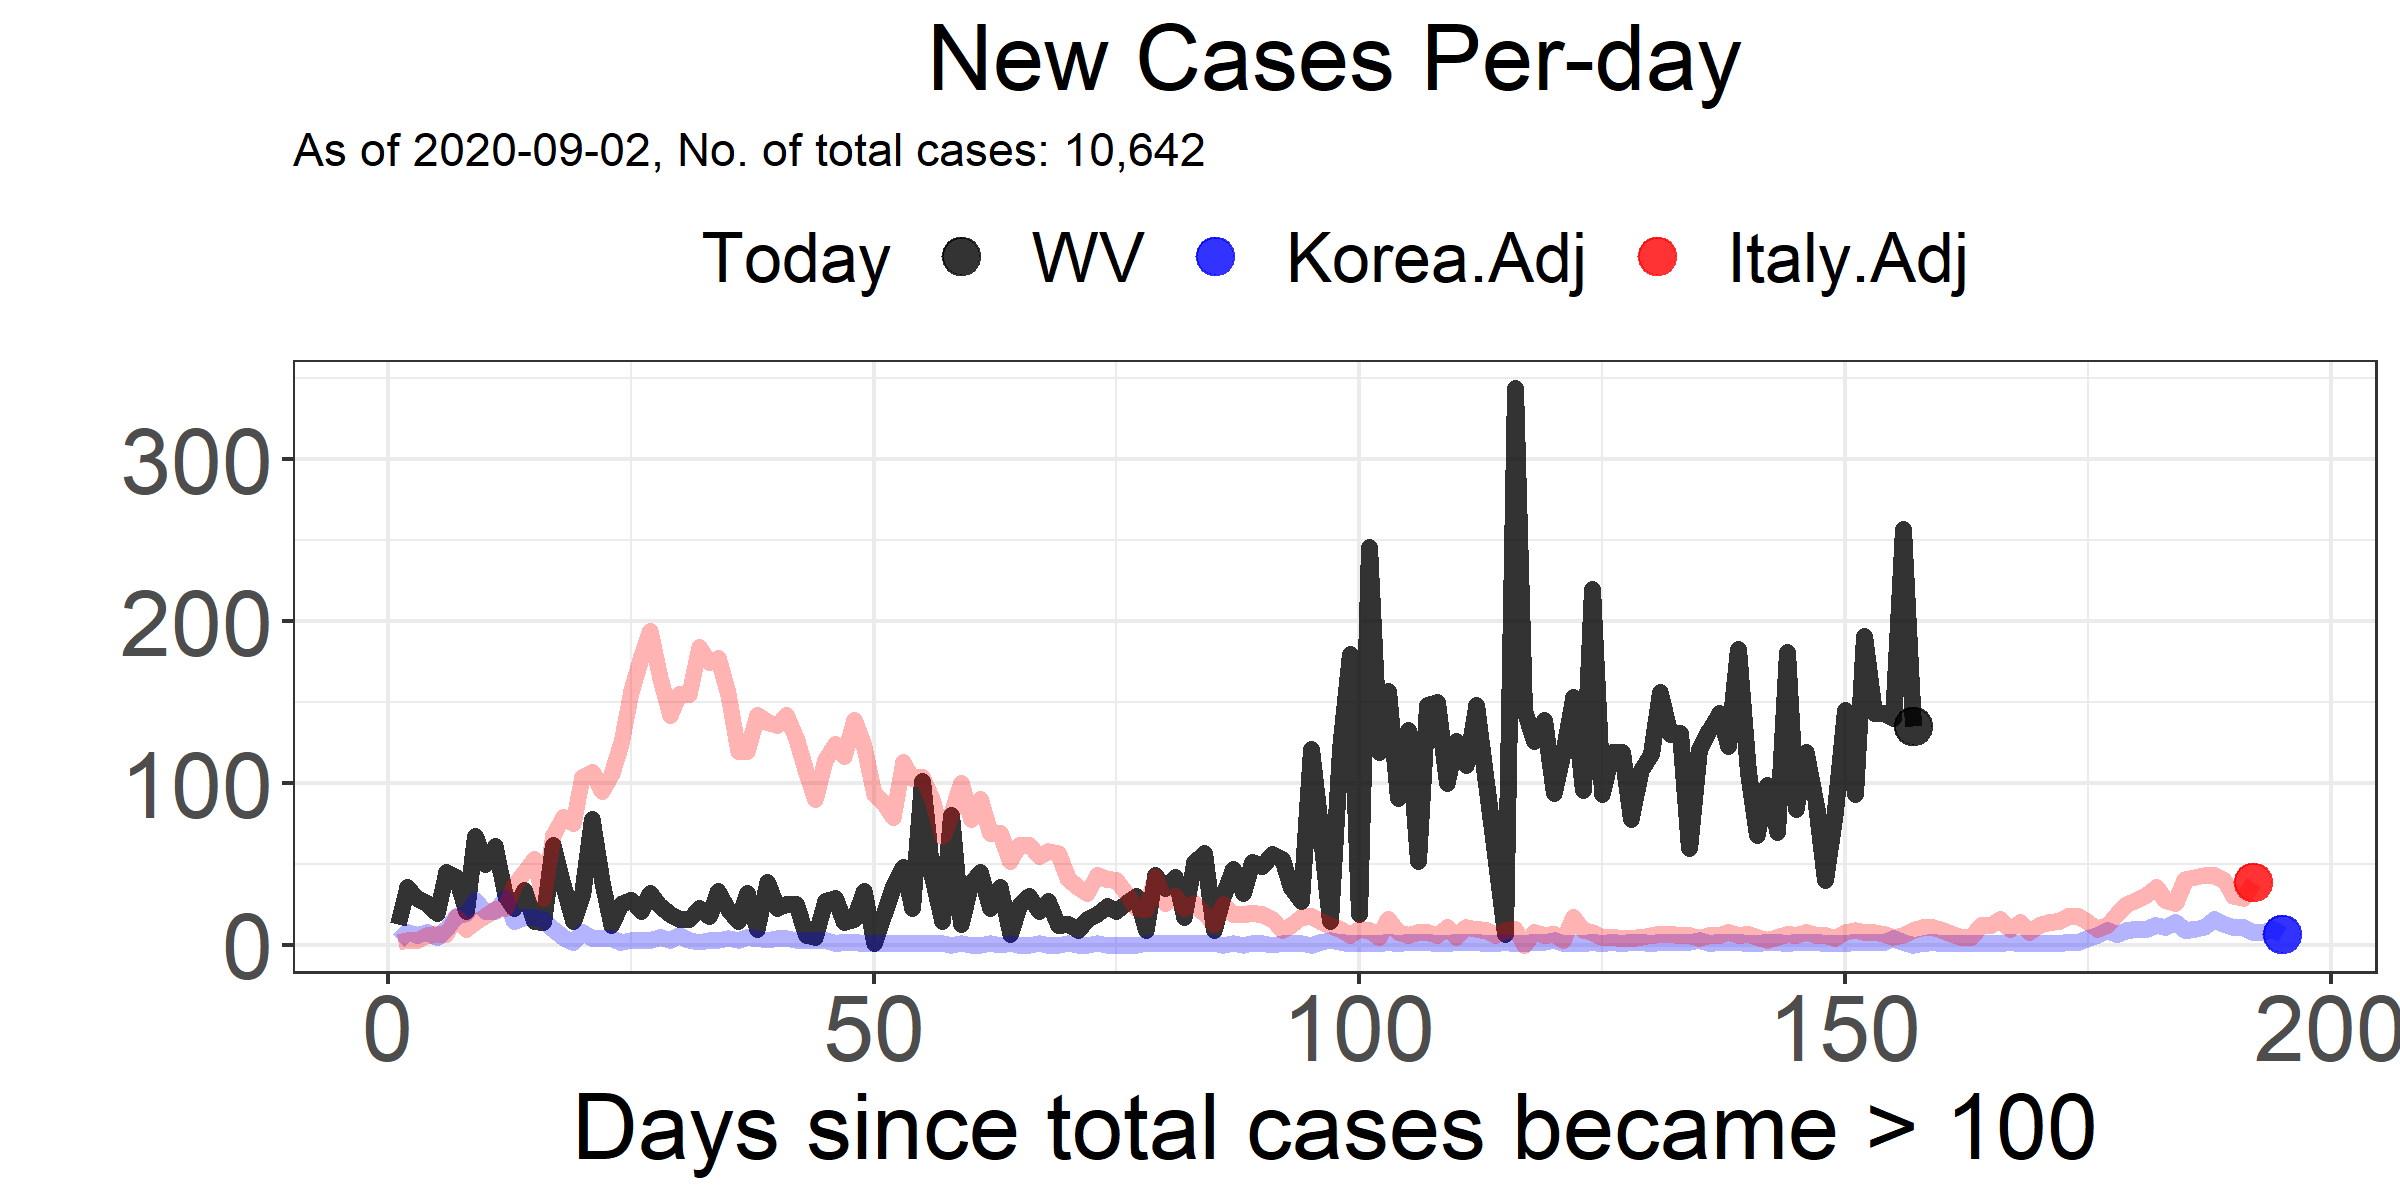 New Cases Per-day
As of 2020-09-02, No. of total cases: 10,642
Today WV Korea.Adj Italy.Adj
300
200
100
0
0 50 100 150 200
Days since total cases became > 100